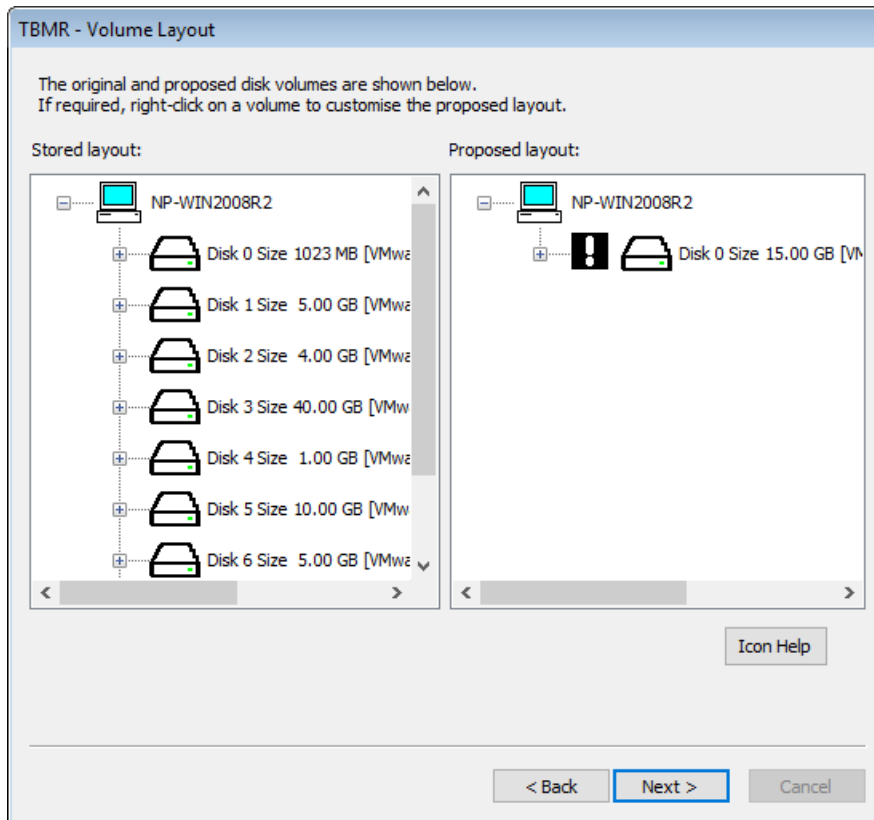 TBMR - Volume Layout
The original and proposed disk volumes are shown below.
If required, right-click on a volume to customise the proposed layout.
Stored layout:
Proposed layout:
NP-WIN2008R2
Disk 0 Size 1023 MB [VMwa
Disk 1 Size 5.00 GB [VMwa
Disk 2 Size 4.00 GB [VMwa
Disk 3 Size 40.00 GB [VMw
Disk 4 Size 1.00 GB [VMwa
Disk 5 Size 10.00 GB [VMw
Disk 6 Size 5.00 GB [VMwa
NP-WIN2008R2
Disk 0 Size 15.00 GB [VM
Icon Help
< Back
Next >
Cancel